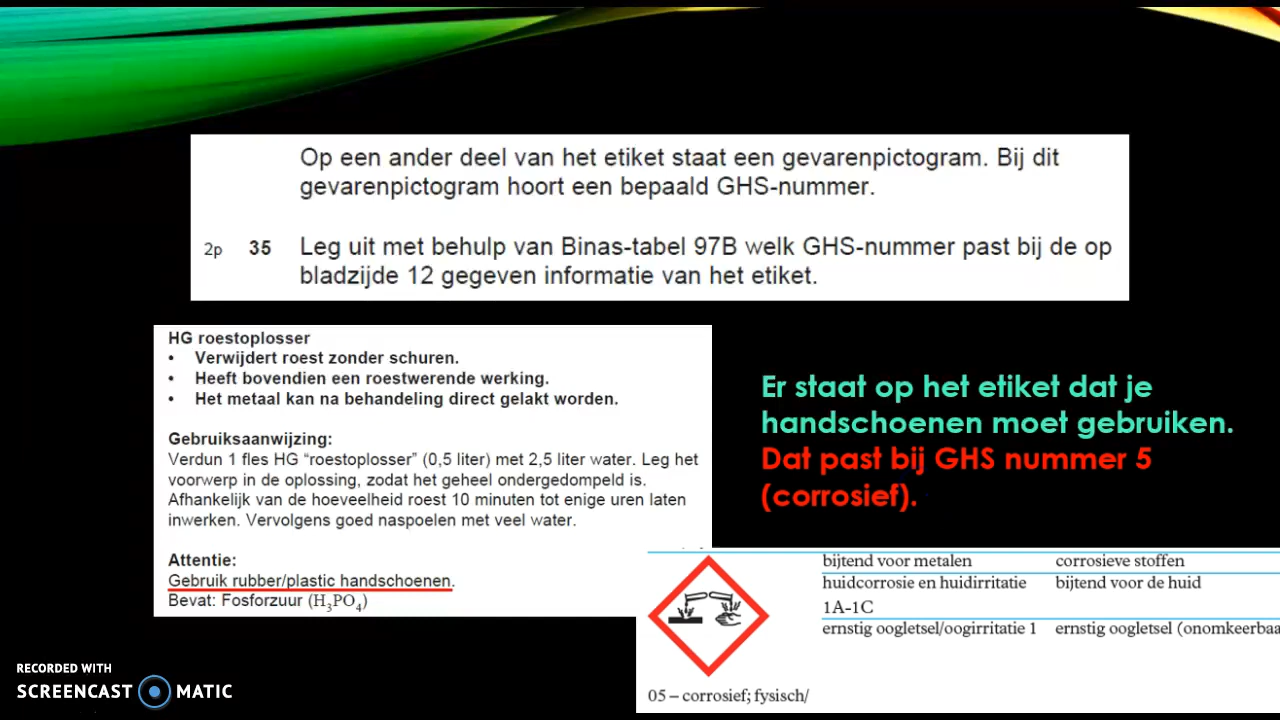 Op een ander deel van het etiket staat een gevarenpictogram. Bij dit
gevarenpictogram hoort een bepaald GHS-nummer.
2p 35 Leg uit met behulp van Binas-tabel 97B welk GHS-nummer past bij de op
bladzijde 12 gegeven informatie van het etiket.
HG roestoplosser
• Verwijdert roest zonder schuren.
• Heeft bovendien een roestwerende werking.
• Het metaal kan na behandeling direct gelakt worden.
Gebruiksaanwijzing:
Verdun 1 fles HG “roestoplosser” (0,5 liter) met 2,5 liter water. Leg het
voorwerp in de oplossing, zodat het geheel ondergedompeld is.
Afhankelijk van de hoeveelheid roest 10 minuten tot enige uren laten
inwerken. Vervolgens goed naspoelen met veel water.
Attentie:
Gebruik rubber/plastic handschoenen.
Bevat: Fosforzuur (H₃PO₄)
Er staat op het etiket dat je
handschoenen moet gebruiken.
Dat past bij GHS nummer 5
(corrosief).
bijtend voor metalen corrosieve stoffen
huidcorrosie en huidirritatie bijtend voor de huid
1A-1C
ernstig oogletsel/oogirritatie 1 ernstig oogletsel (onomkeerbaa
05 – corrosief; fysisch/
RECORDED WITH
SCREENCAST MATIC